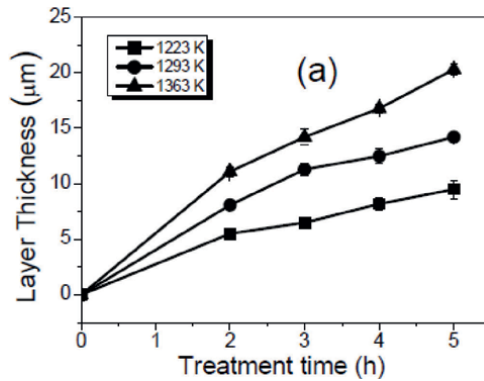 25
20
15
10
5
0
Layer Thickness (μm)
1223 K
1293 K
1363 K
(a)
0 1 2 3 4 5
Treatment time (h)